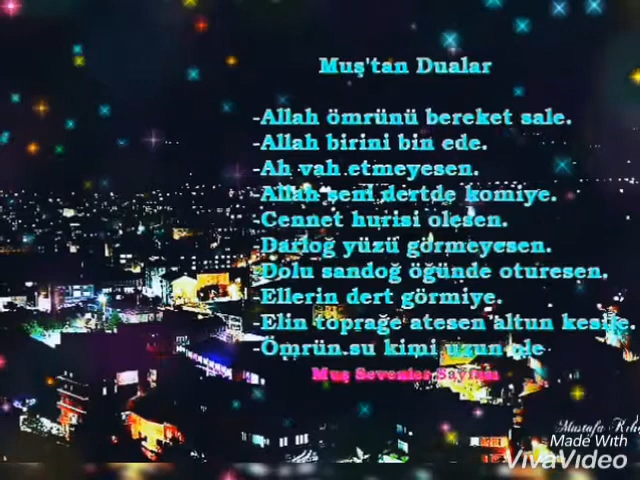 Muş'tan Dualar
-Allah ömrünü bereket sale.
-Allah birini bin ede.
-Ah vah etmeyesen.
-Allah seni dertde komiye.
-Cennet hurisi olesen.
-Darloğ yüzü görmeyesen.
-Dolu sandoğ öğünde oturesen.
-Ellerin dert görmiye.
-Elin toprağe atesen altun kesile.
-Ömrün su kimi uzun ole
Muş Sevenler Sayfası
Mustafa
Made With
VivaVideo